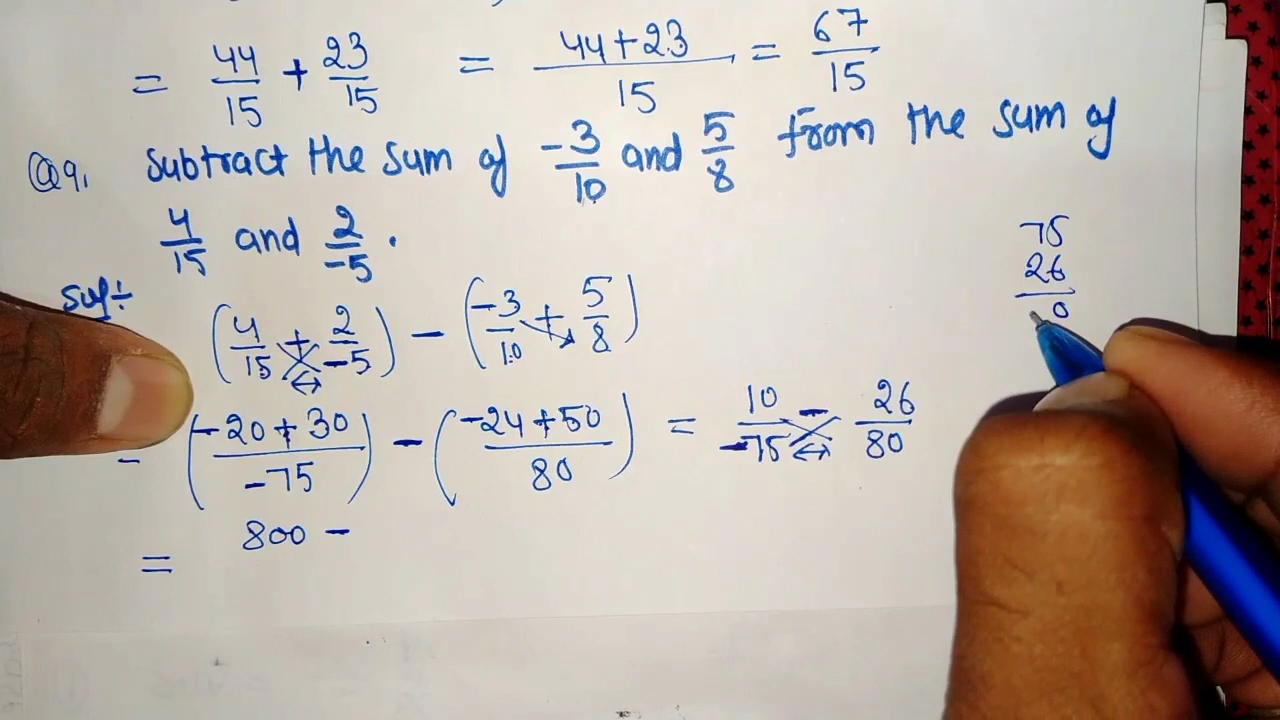 = 44/15 + 23/15 = 44+23/15 = 67/15
Q9. Subtract the sum of -3/10 and 5/8 from the sum of
4/15 and 2/-5.
Sol÷
(4/15 + 2/-5) - (-3/10 + 5/8)
(-20+30/-75) - (-24+50/80) = 10/-75 - 26/80
= 800 -
75
26
0